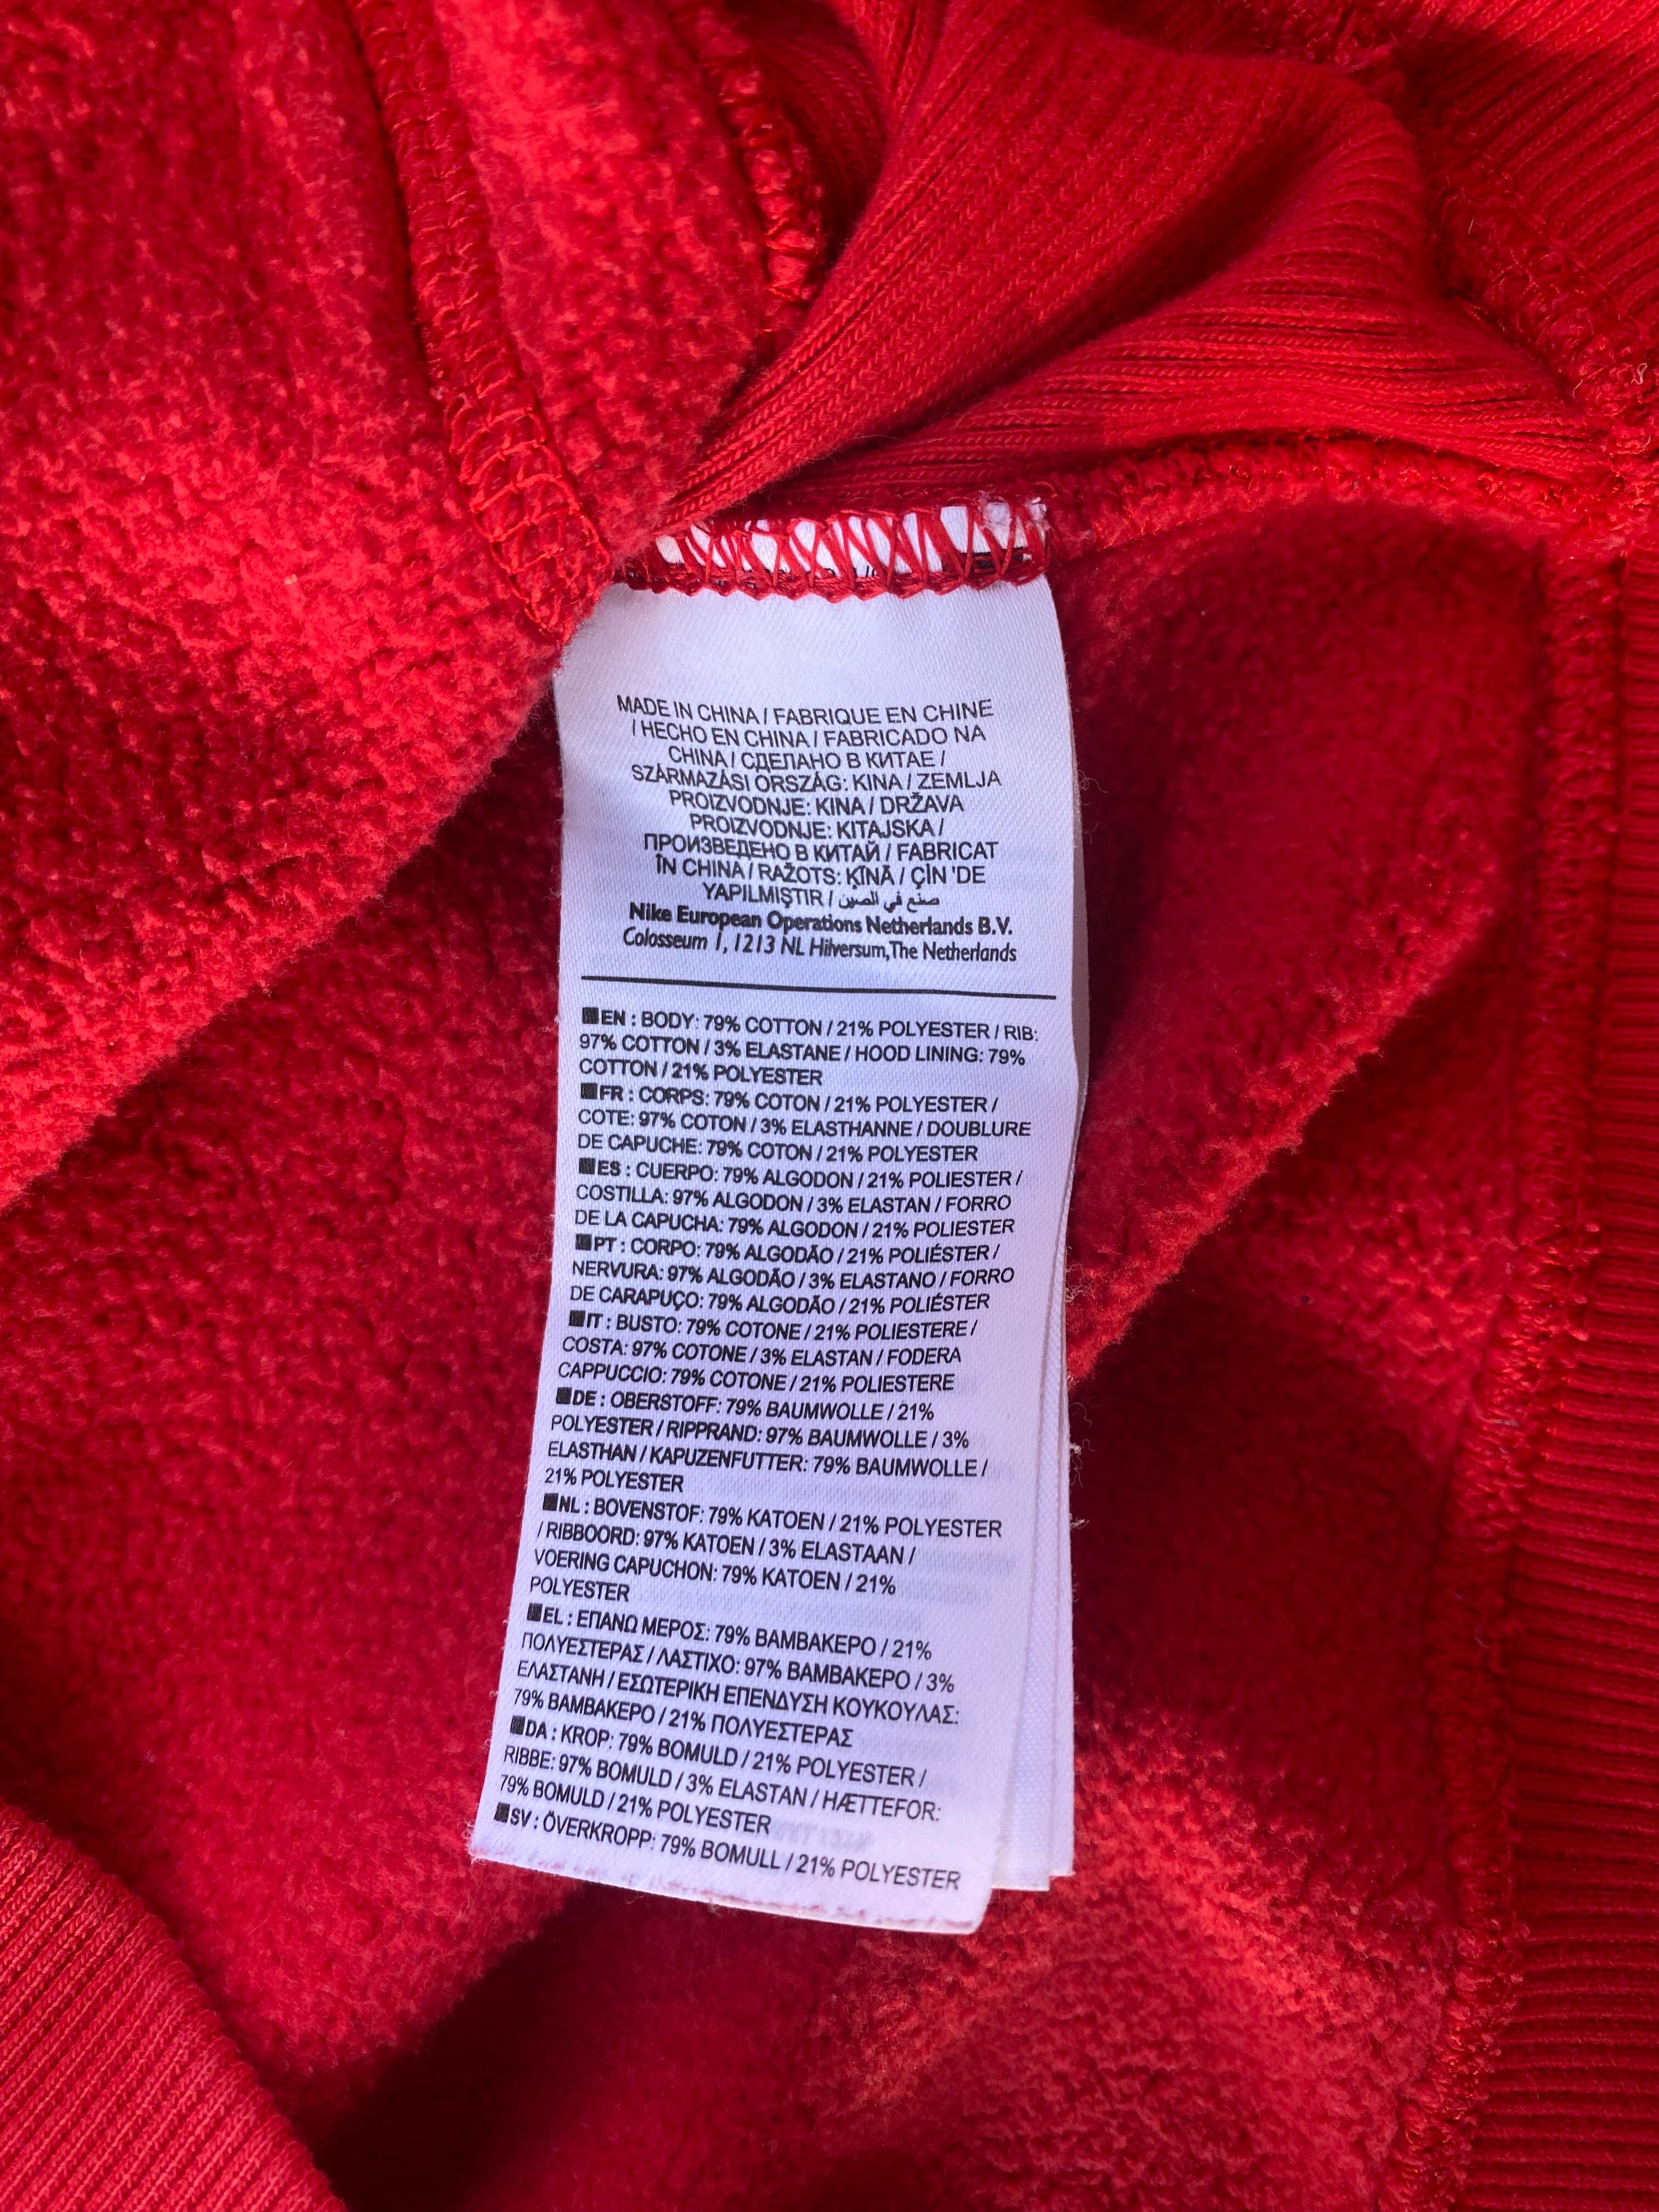 MADE IN CHINA / FABRIQUE EN CHINE
/ HECHO EN CHINA / FABRICADO NA
CHINA / СДЕЛАНО В КИТАЕ /
SZÁRMAZÁSI ORSZÁG: KINA / ZEMLJA
PROIZVODNJE: KINA / DRŽAVA
PROIZVODNJE: KITAJSKA /
ПРОИЗВЕДЕНО В КИТАЙ / FABRICAT
ÎN CHINA / RAŽOTS: ĶĪNĀ / ÇİN 'DE
YAPILMIŞTIR / صنع في الصين
Nike European Operations Netherlands B.V.
Colosseum 1, 1213 NL Hilversum,The Netherlands
EN : BODY: 79% COTTON / 21% POLYESTER / RIB:
97% COTTON / 3% ELASTANE / HOOD LINING: 79%
COTTON / 21% POLYESTER
FR : CORPS: 79% COTON / 21% POLYESTER /
COTE: 97% COTON / 3% ELASTHANNE / DOUBLURE
DE CAPUCHE: 79% COTON / 21% POLYESTER
ES : CUERPO: 79% ALGODON / 21% POLIESTER /
COSTILLA: 97% ALGODON / 3% ELASTAN / FORRO
DE LA CAPUCHA: 79% ALGODON / 21% POLIESTER
PT : CORPO: 79% ALGODÃO / 21% POLIÉSTER /
NERVURA: 97% ALGODÃO / 3% ELASTANO / FORRO
DE CARAPUÇO: 79% ALGODÃO / 21% POLIÉSTER
IT : BUSTO: 79% COTONE / 21% POLIESTERE /
COSTA: 97% COTONE / 3% ELASTAN / FODERA
CAPPUCCIO: 79% COTONE / 21% POLIESTERE
DE : OBERSTOFF: 79% BAUMWOLLE / 21%
POLYESTER / RIPPRAND: 97% BAUMWOLLE / 3%
ELASTHAN / KAPUZENFUTTER: 79% BAUMWOLLE /
21% POLYESTER
NL : BOVENSTOF: 79% KATOEN / 21% POLYESTER
/ RIBBOORD: 97% KATOEN / 3% ELASTAAN /
VOERING CAPUCHON: 79% KATOEN / 21%
POLYESTER
EL : ΕΠΑΝΩ ΜΕΡΟΣ: 79% ΒΑΜΒΑΚΕΡΟ / 21%
ΠΟΛΥΕΣΤΕΡΑΣ / ΛΑΣΤΙΧΟ: 97% ΒΑΜΒΑΚΕΡΟ / 3%
ΕΛΑΣΤΑΝΗ / ΕΣΩΤΕΡΙΚΗ ΕΠΕΝΔΥΣΗ ΚΟΥΚΟΥΛΑΣ:
79% ΒΑΜΒΑΚΕΡΟ / 21% ΠΟΛΥΕΣΤΕΡΑΣ
DA : KROP: 79% BOMULD / 21% POLYESTER /
RIBBE: 97% BOMULD / 3% ELASTAN / HÆTTEFOR:
79% BOMULD / 21% POLYESTER
SV : ÖVERKROPP: 79% BOMULL / 21% POLYESTER